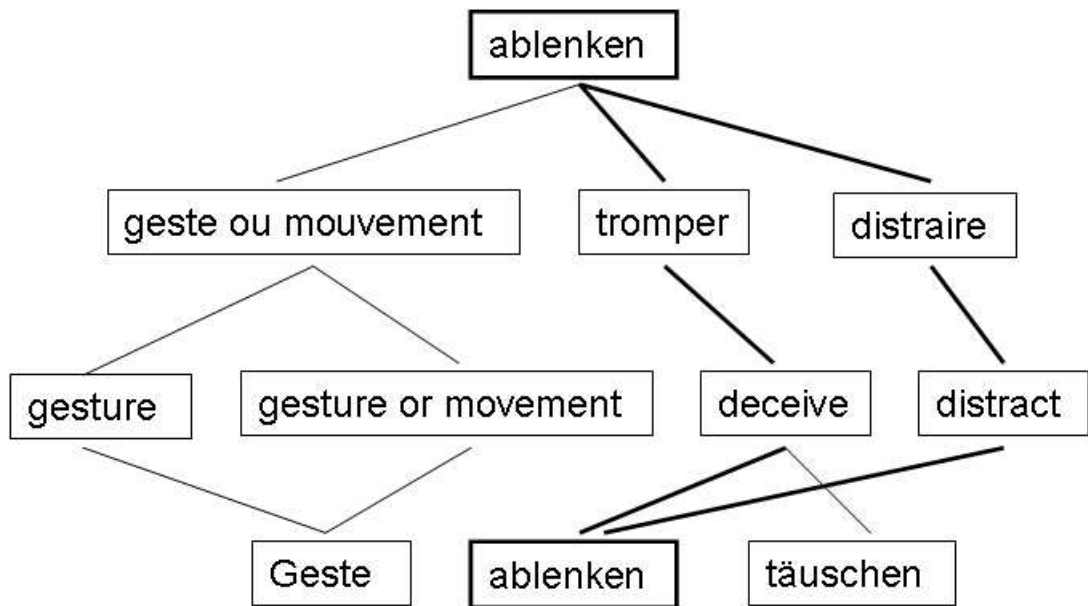 ablenken
geste ou mouvement
tromper
distraire
gesture
gesture or movement
deceive
distract
Geste
ablenken
täuschen